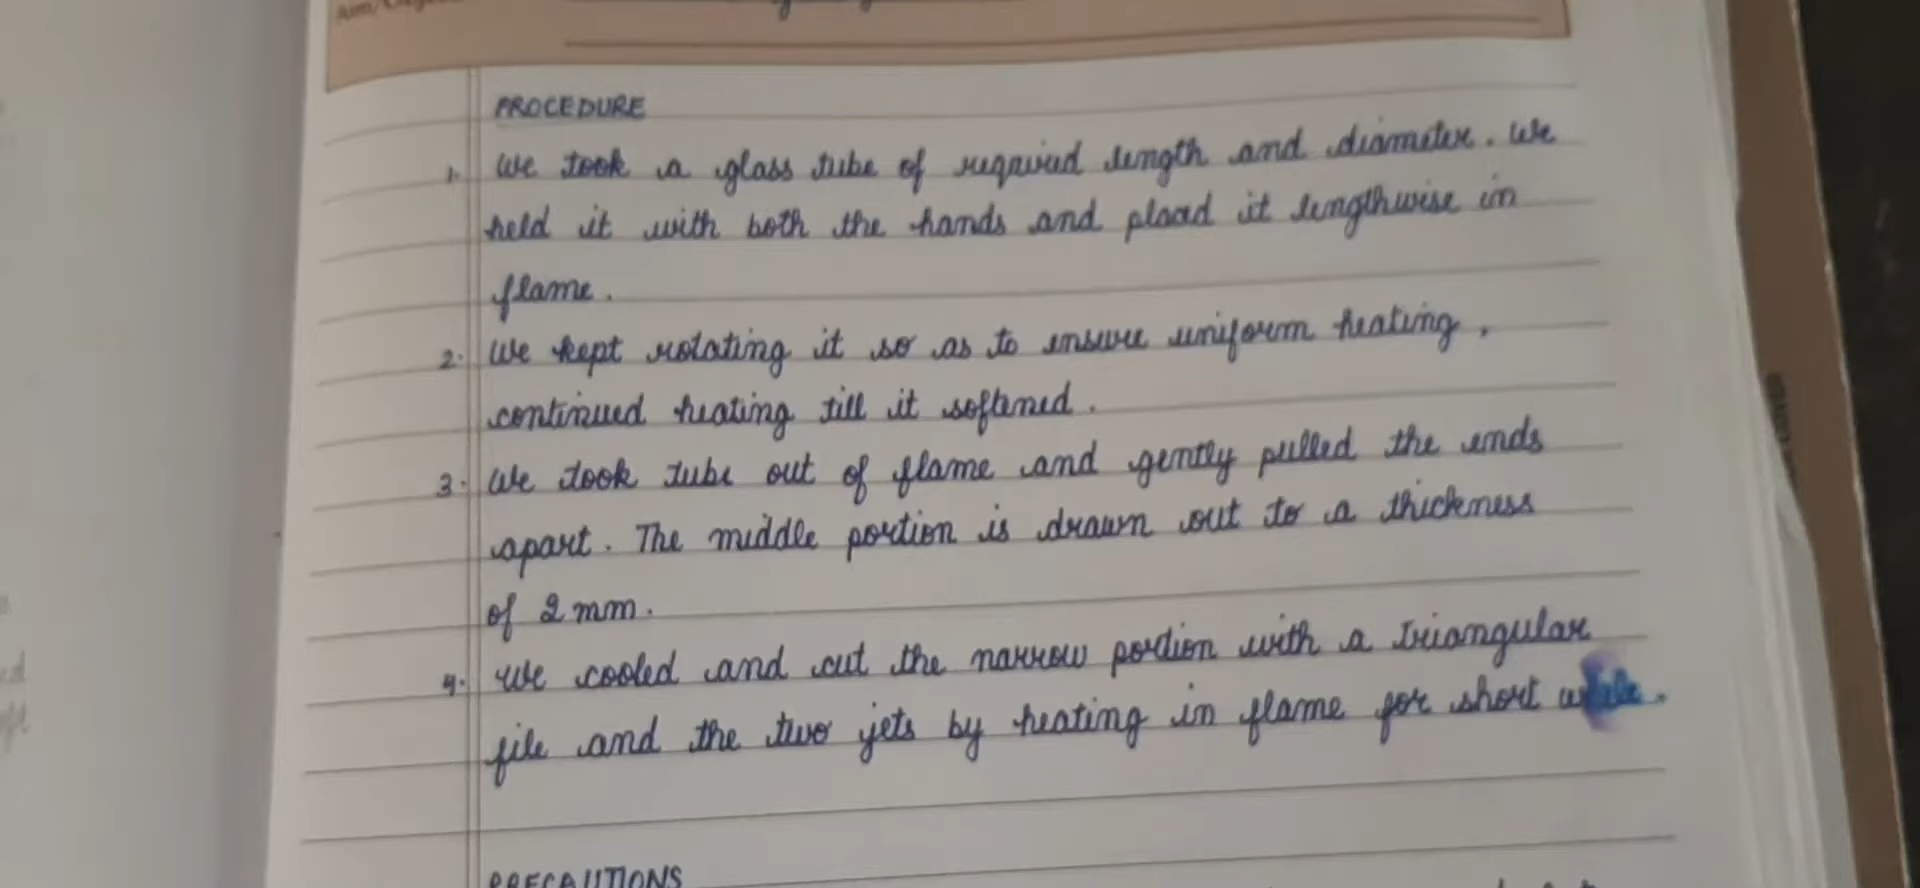 PROCEDURE
1. We took a glass tube of required length and diameter. We
held it with both the hands and placed it lengthwise in
flame.
2. We kept rotating it so as to ensure uniform heating,
continued heating till it softened.
3. We took tube out of flame and gently pulled the ends
apart. The middle portion is drawn out to a thickness
of 2 mm.
4. We cooled and cut the narrow portion with a triangular
file and the two jets by heating in flame for short while.
PRECAUTIONS